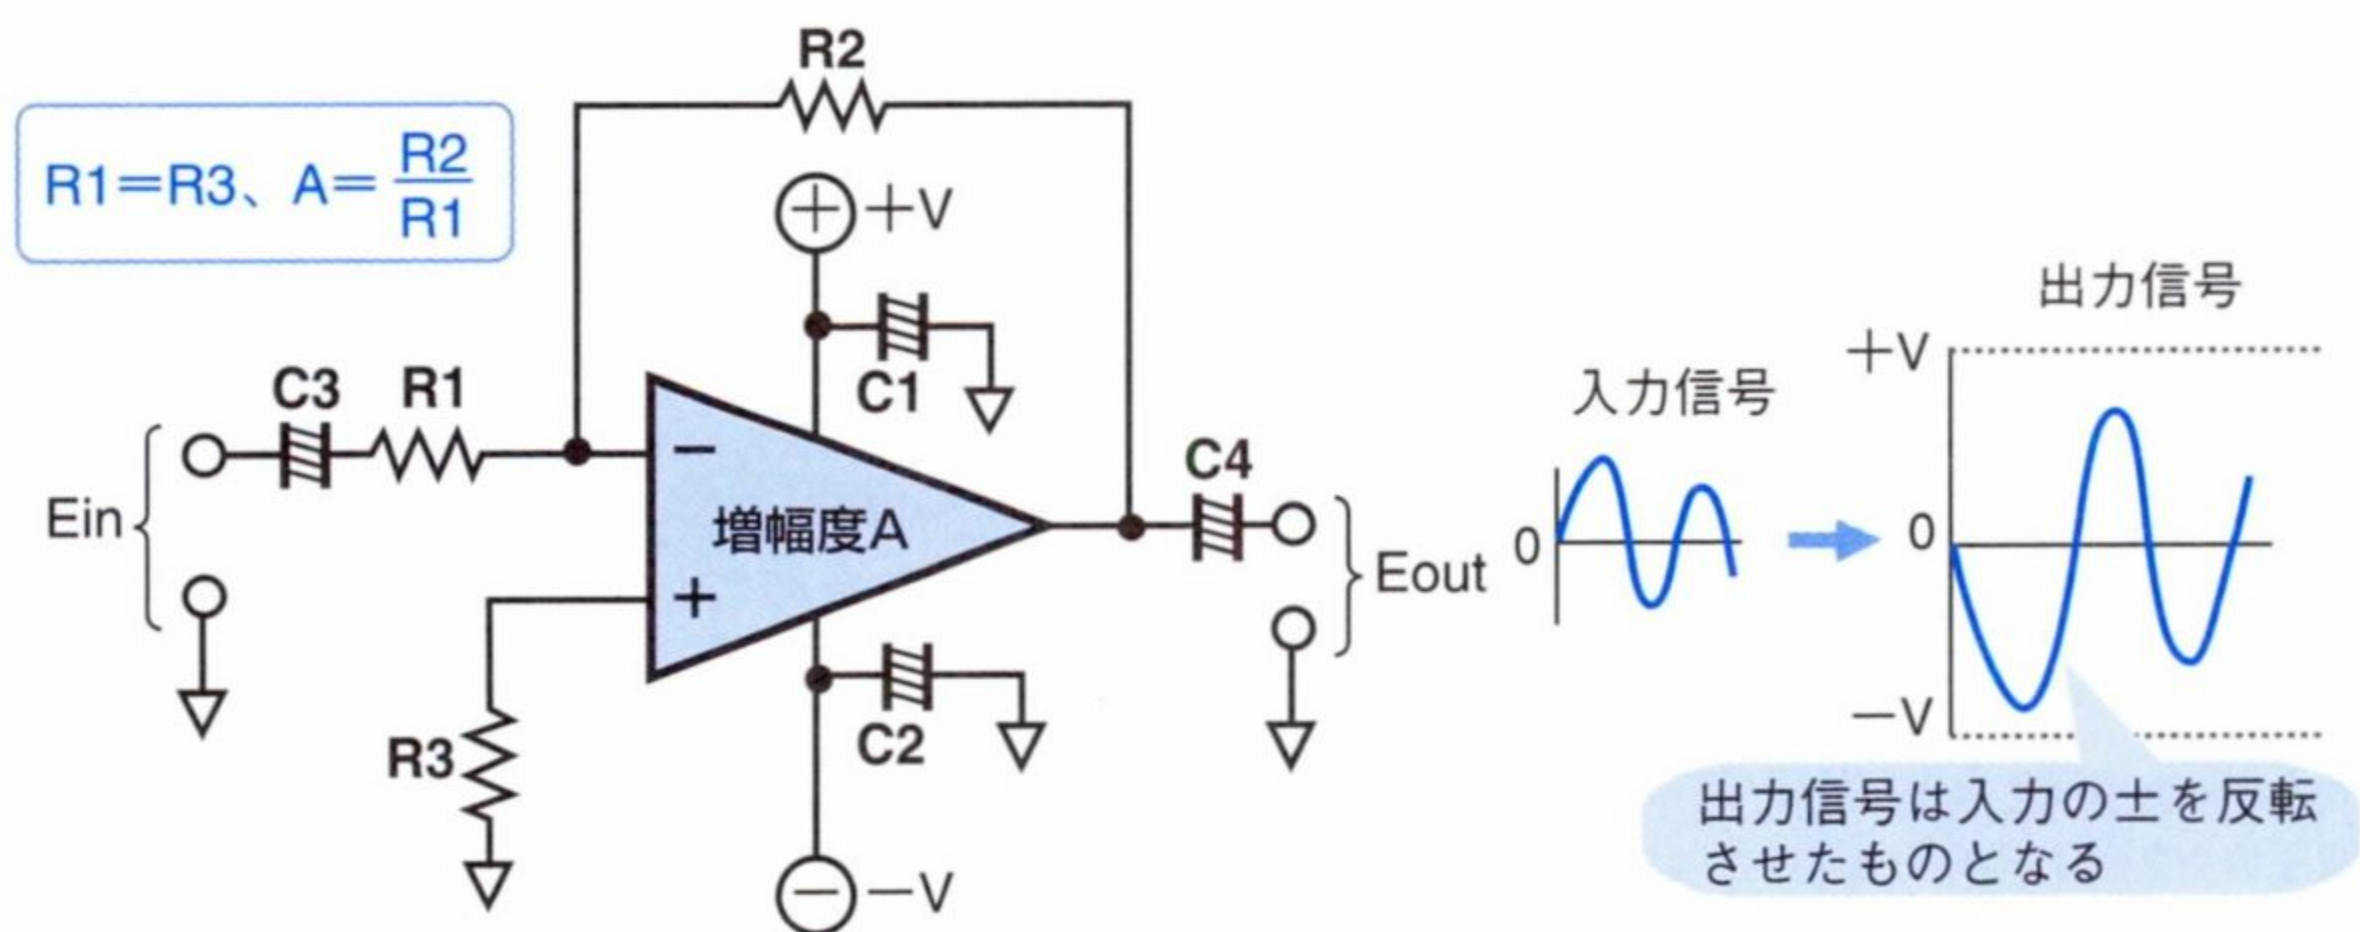 R2
R1=R3、A=R2/R1
+V
C1
C3
R1
Ein
−
増幅度A
+
C4
Eout
R3
C2
−V
入力信号
0
出力信号
+V
0
−V
出力信号は入力の±を反転
させたものとなる